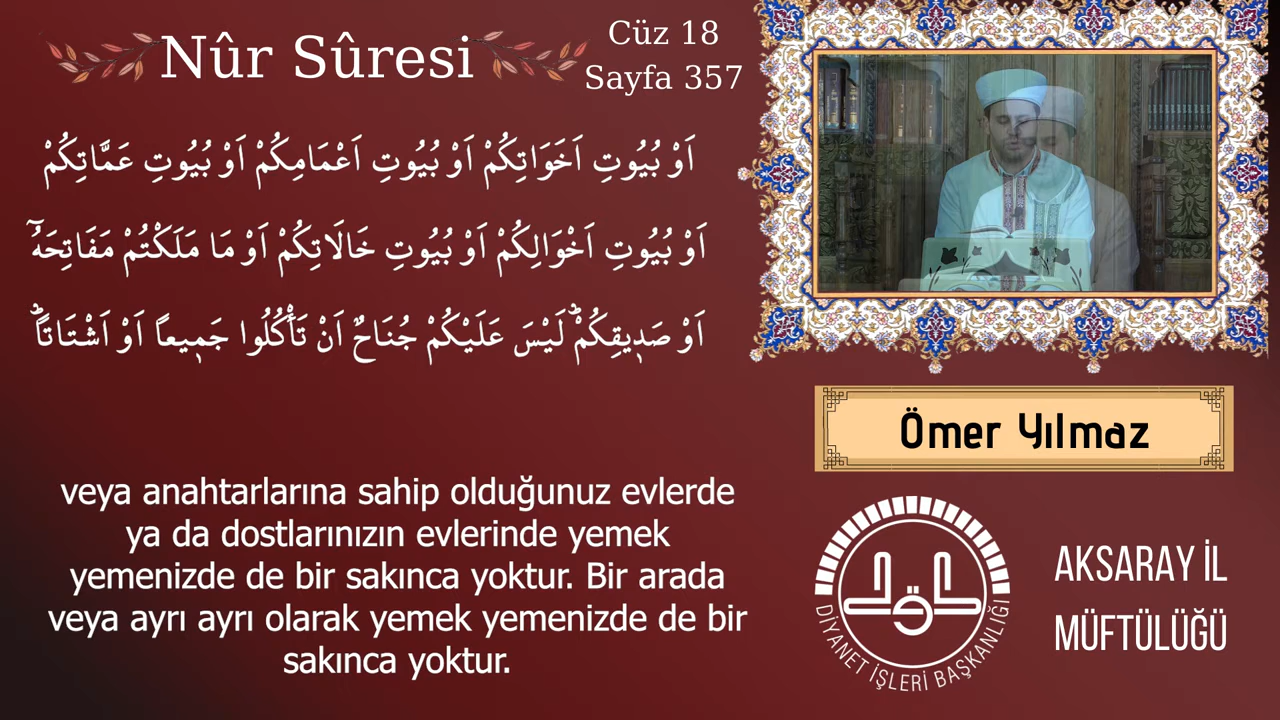 Nûr Sûresi
Cüz 18
Sayfa 357
اَوْ بُيُوتِ اَخَوَاتِكُمْ اَوْ بُيُوتِ اَعْمَامِكُمْ اَوْ بُيُوتِ عَمَّاتِكُمْ
اَوْ بُيُوتِ اَخْوَالِكُمْ اَوْ بُيُوتِ خَالَاتِكُمْ اَوْ مَا مَلَكْتُمْ مَفَاتِحَهُٓ
اَوْ صَد۪يقِكُمْۜ لَيْسَ عَلَيْكُمْ جُنَاحٌ اَنْ تَأْكُلُوا جَم۪يعاً اَوْ اَشْتَاتاًۜ
veya anahtarlarına sahip olduğunuz evlerde
ya da dostlarınızın evlerinde yemek
yemenizde de bir sakınca yoktur. Bir arada
veya ayrı ayrı olarak yemek yemenizde de bir
sakınca yoktur.
Ömer Yılmaz
DİYANET İŞLERİ BAŞKANLIĞI
AKSARAY İL
MÜFTÜLÜĞÜ